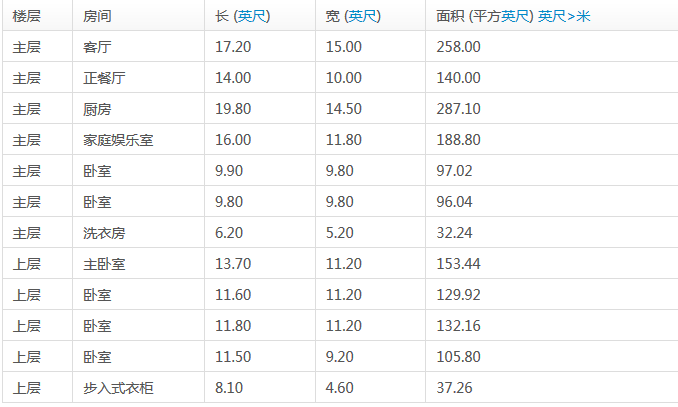 楼层 房间 长 (英尺) 宽 (英尺) 面积 (平方英尺) 英尺>米
主层 客厅 17.20 15.00 258.00
主层 正餐厅 14.00 10.00 140.00
主层 厨房 19.80 14.50 287.10
主层 家庭娱乐室 16.00 11.80 188.80
主层 卧室 9.90 9.80 97.02
主层 卧室 9.80 9.80 96.04
主层 洗衣房 6.20 5.20 32.24
上层 主卧室 13.70 11.20 153.44
上层 卧室 11.60 11.20 129.92
上层 卧室 11.80 11.20 132.16
上层 卧室 11.50 9.20 105.80
上层 步入式衣柜 8.10 4.60 37.26